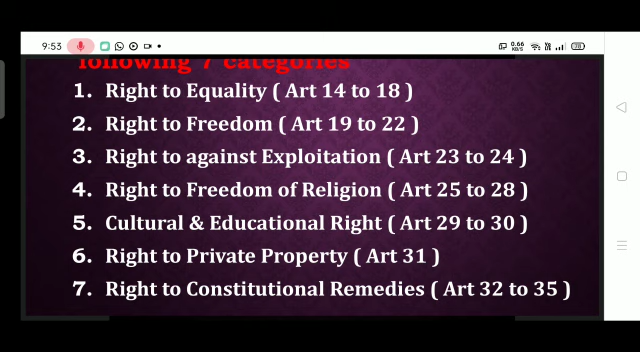 9:53
0.66
KB/S
78
following 7 categories
1. Right to Equality ( Art 14 to 18 )
2. Right to Freedom ( Art 19 to 22 )
3. Right to against Exploitation ( Art 23 to 24 )
4. Right to Freedom of Religion ( Art 25 to 28 )
5. Cultural & Educational Right ( Art 29 to 30 )
6. Right to Private Property ( Art 31 )
7. Right to Constitutional Remedies ( Art 32 to 35 )